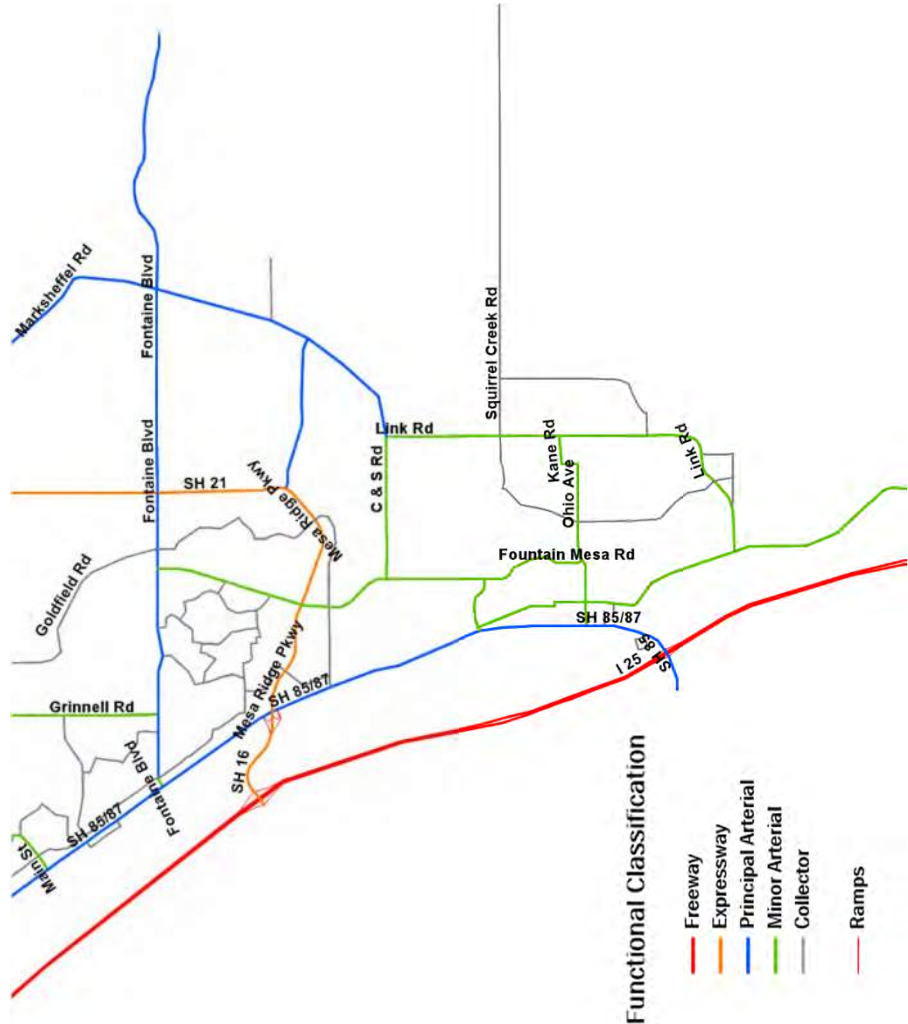 Marksheffel Rd
Fontaine Blvd
Fontaine Blvd
Fontaine Blvd
SH 21
Goldfield Rd
Squirrel Creek Rd
Link Rd
Kane Rd
Link Rd
Ohio Ave
C & S Rd
Mesa Ridge Pkwy
Fountain Mesa Rd
Mesa Ridge Pkwy
SH 85/87
SH 85/87
SH 85
I 25
Grinnell Rd
Fontaine Blvd
SH 16
SH 85/87
Main St
Functional Classification
Freeway
Expressway
Principal Arterial
Minor Arterial
Collector
Ramps